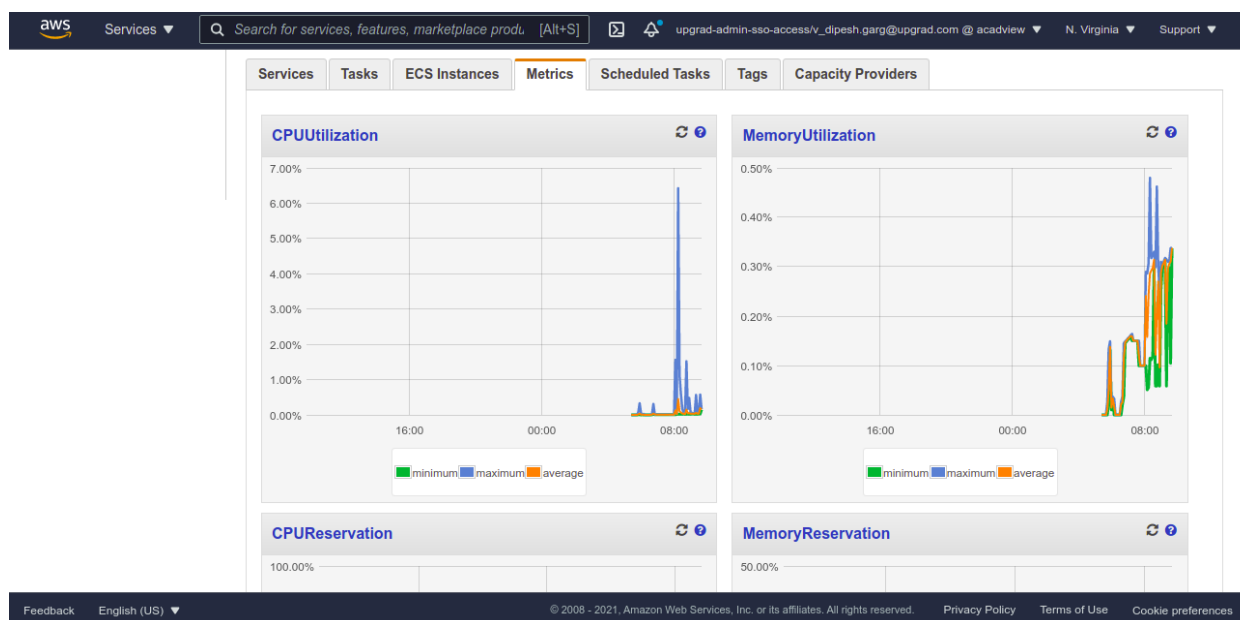 aws Services ▼ Search for services, features, marketplace produ [Alt+S] upgrad-admin-sso-access/v_dipesh.garg@upgrad.com @ acadview ▼ N. Virginia ▼ Support ▼
Services Tasks ECS Instances Metrics Scheduled Tasks Tags Capacity Providers
CPUUtilization
7.00%
6.00%
5.00%
4.00%
3.00%
2.00%
1.00%
0.00%
16:00 00:00 08:00
minimum maximum average
MemoryUtilization
0.50%
0.40%
0.30%
0.20%
0.10%
0.00%
16:00 00:00 08:00
minimum maximum average
CPUReservation
100.00%
MemoryReservation
50.00%
Feedback English (US) ▼ © 2008 - 2021, Amazon Web Services, Inc. or its affiliates. All rights reserved. Privacy Policy Terms of Use Cookie preferences